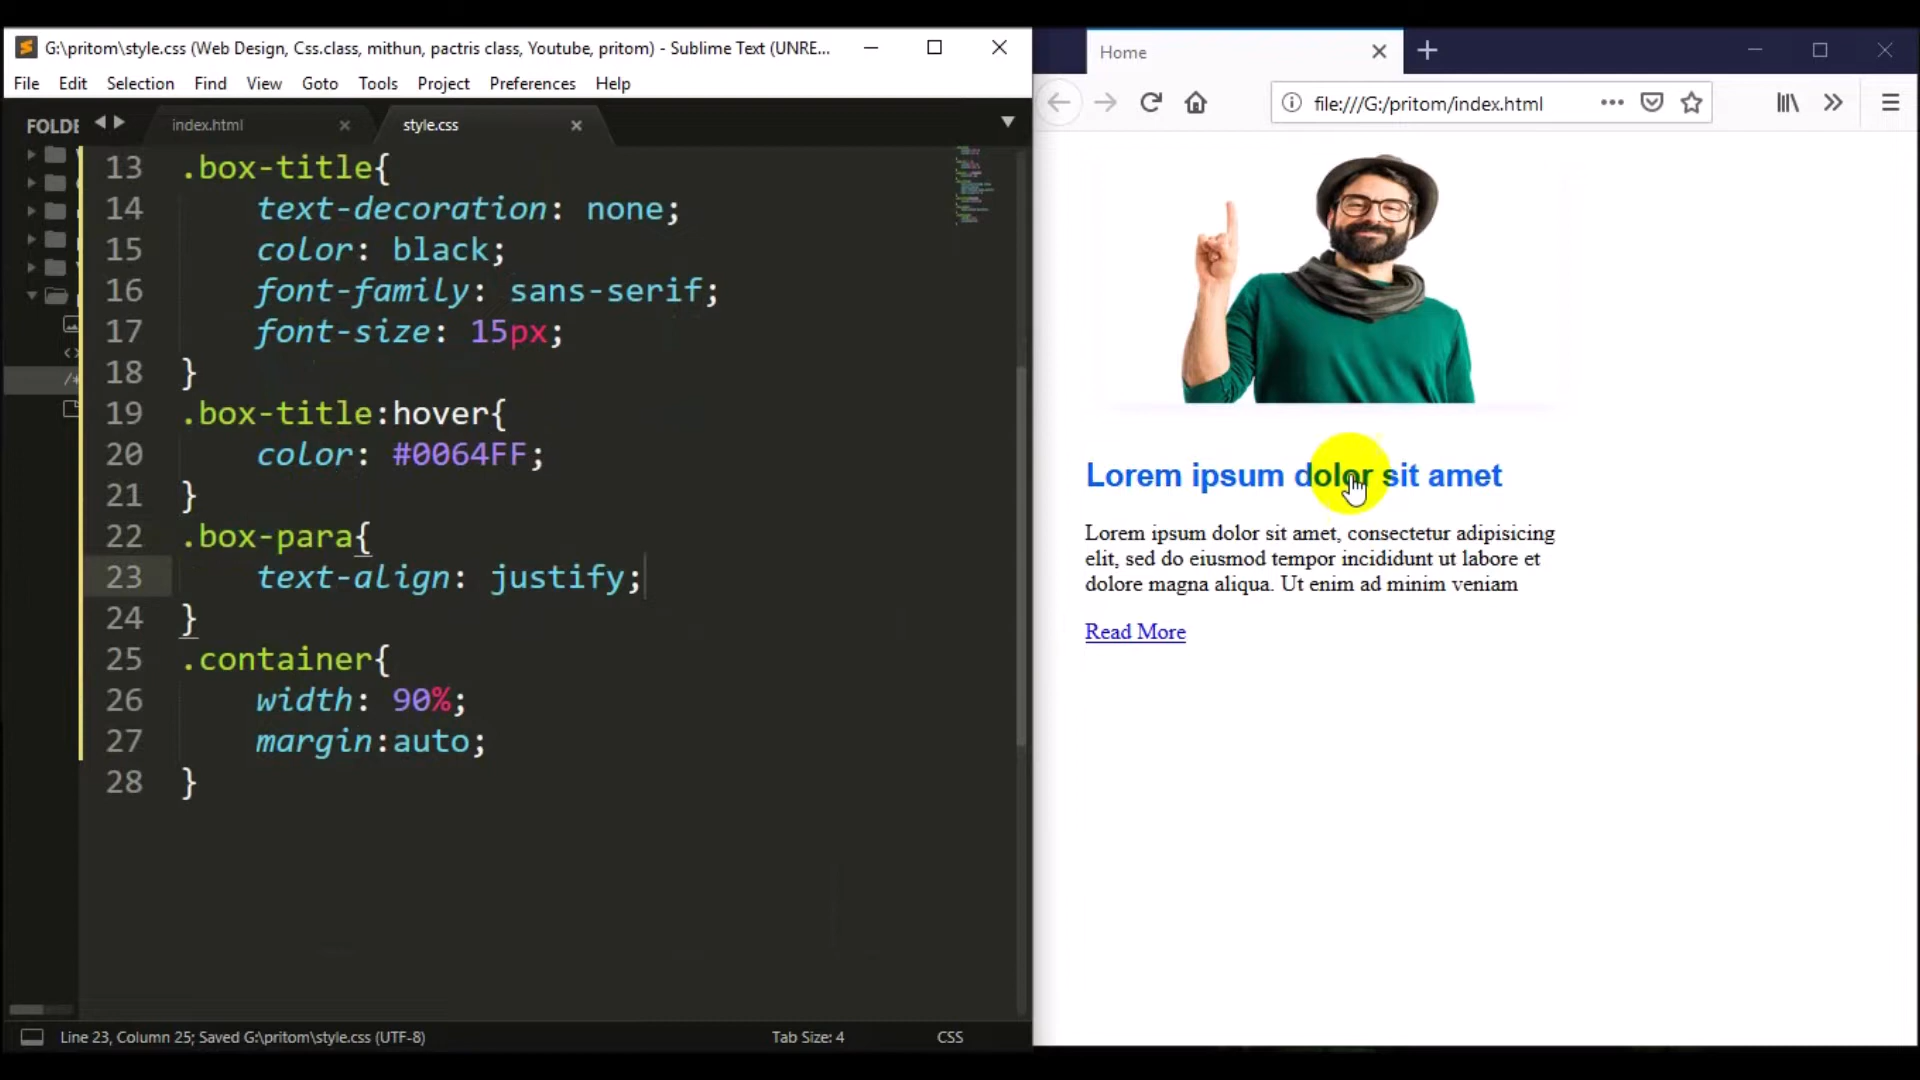 G:\pritom\style.css (Web Design, Css.class, mithun, pactris class, Youtube, pritom) - Sublime Text (UNRE...
File Edit Selection Find View Goto Tools Project Preferences Help
FOLDE
index.html
style.css
13 .box-title{
14 text-decoration: none;
15 color: black;
16 font-family: sans-serif;
17 font-size: 15px;
18 }
19 .box-title:hover{
20 color: #0064FF;
21 }
22 .box-para{
23 text-align: justify;
24 }
25 .container{
26 width: 90%;
27 margin:auto;
28 }
Line 23, Column 25; Saved G:\pritom\style.css (UTF-8)
Tab Size: 4
CSS
Home
file:///G:/pritom/index.html
Lorem ipsum dolor sit amet
Lorem ipsum dolor sit amet, consectetur adipisicing
elit, sed do eiusmod tempor incididunt ut labore et
dolore magna aliqua. Ut enim ad minim veniam
Read More